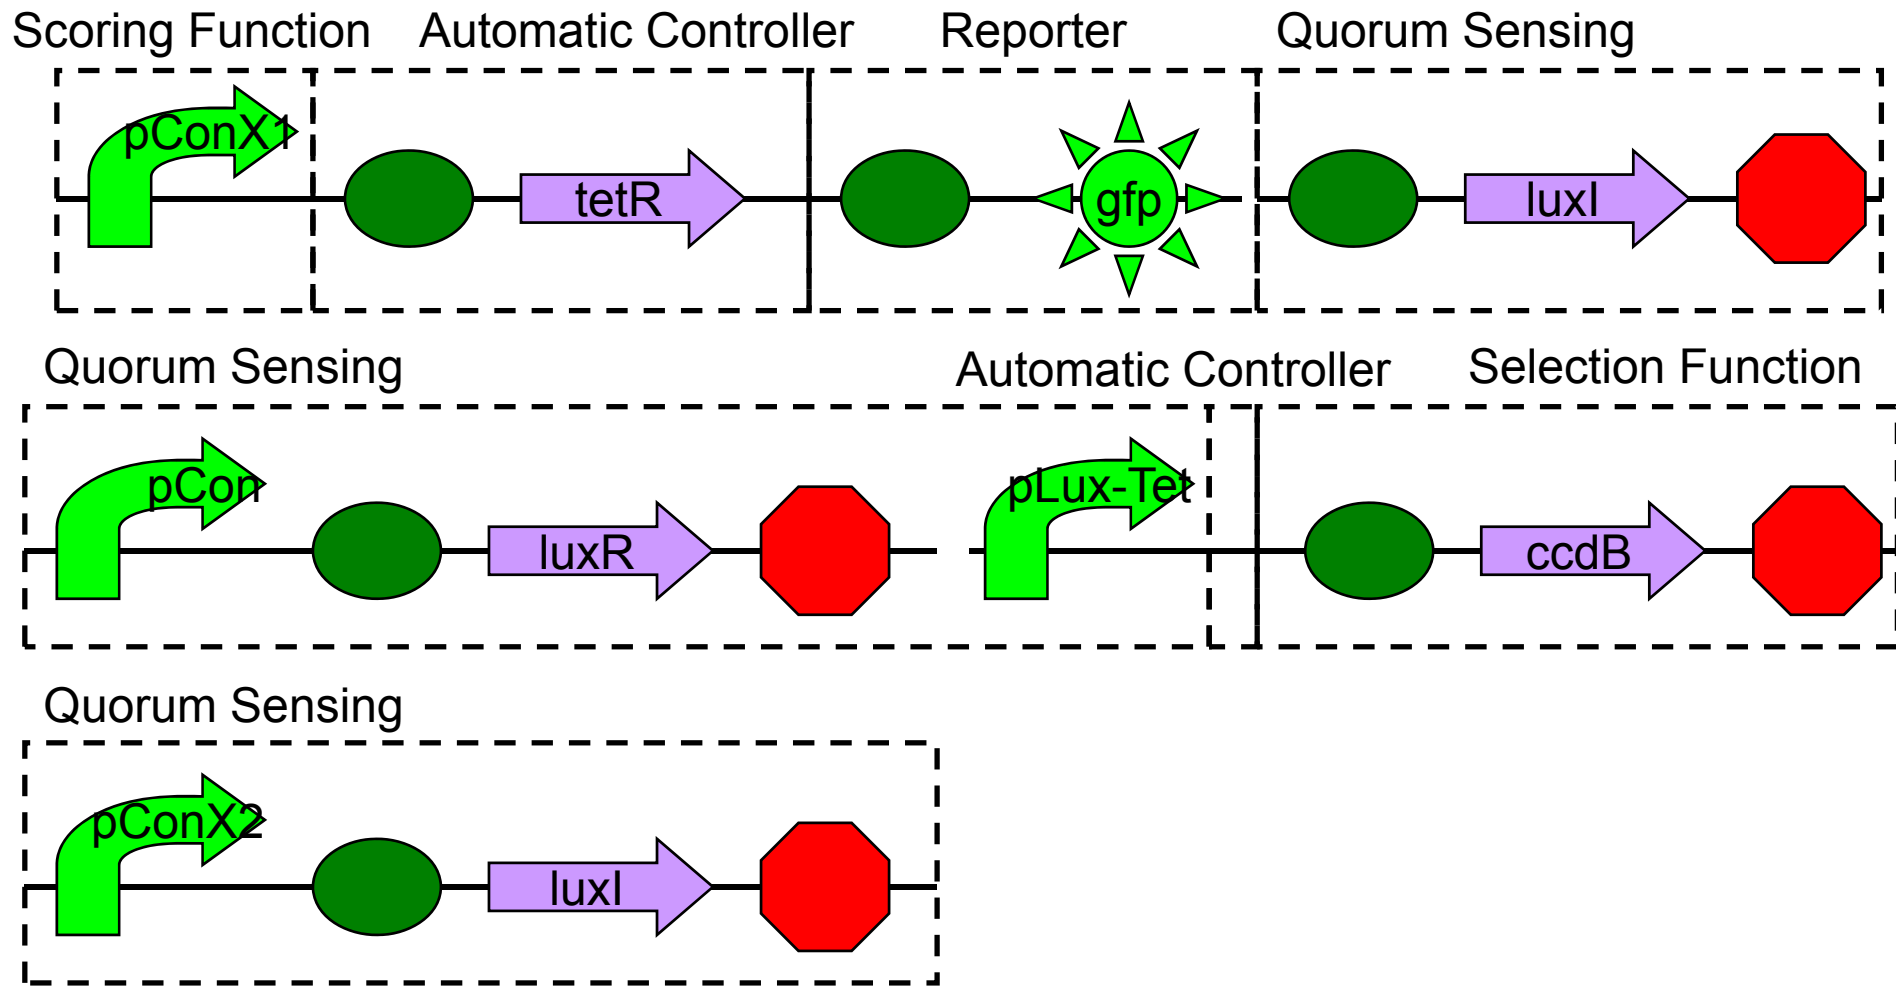 Scoring Function Automatic Controller Reporter Quorum Sensing
pConX1
tetR gfp luxI
Quorum Sensing Automatic Controller Selection Function
pCon pLux-Tet
luxR ccdB
Quorum Sensing
pConX2
luxI